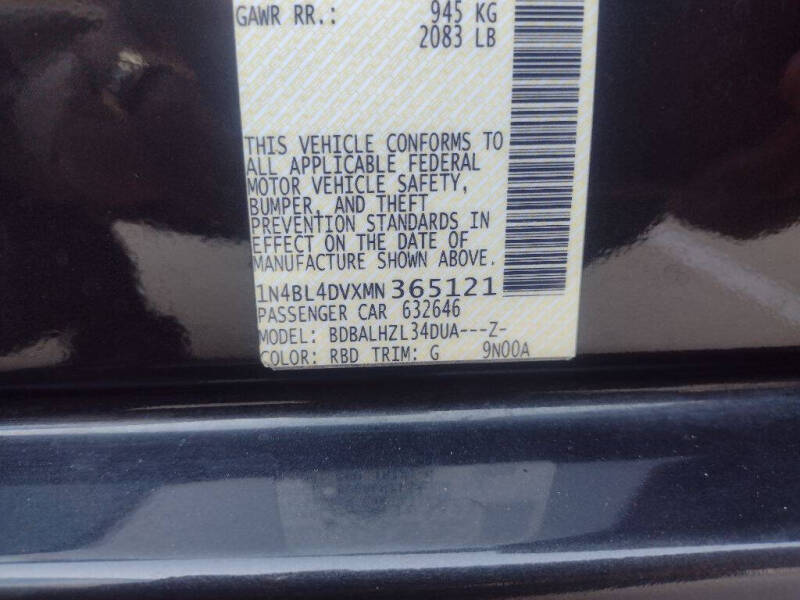 GAWR RR.: 945 KG
2083 LB
THIS VEHICLE CONFORMS TO
ALL APPLICABLE FEDERAL
MOTOR VEHICLE SAFETY,
BUMPER, AND THEFT
PREVENTION STANDARDS IN
EFFECT ON THE DATE OF
MANUFACTURE SHOWN ABOVE.
1N4BL4DVXMN365121
PASSENGER CAR 632646
MODEL: BDBALHZL34DUA---Z-
COLOR: RBD TRIM: G 9N00A